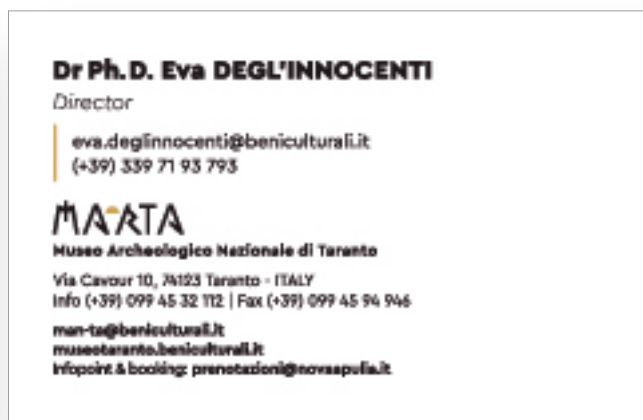 Dr Ph.D. Eva DEGL'INNOCENTI
Director
eva.deglinnocenti@beniculturali.it
(+39) 339 71 93 793
MARTA
Museo Archeologico Nazionale di Taranto
Via Cavour 10, 74123 Taranto - ITALY
Info (+39) 099 45 32 112 | Fax (+39) 099 45 94 946
man-ta@beniculturali.it
museotaranto.beniculturali.it
Infopoint & booking: prenotazioni@novaapulia.it